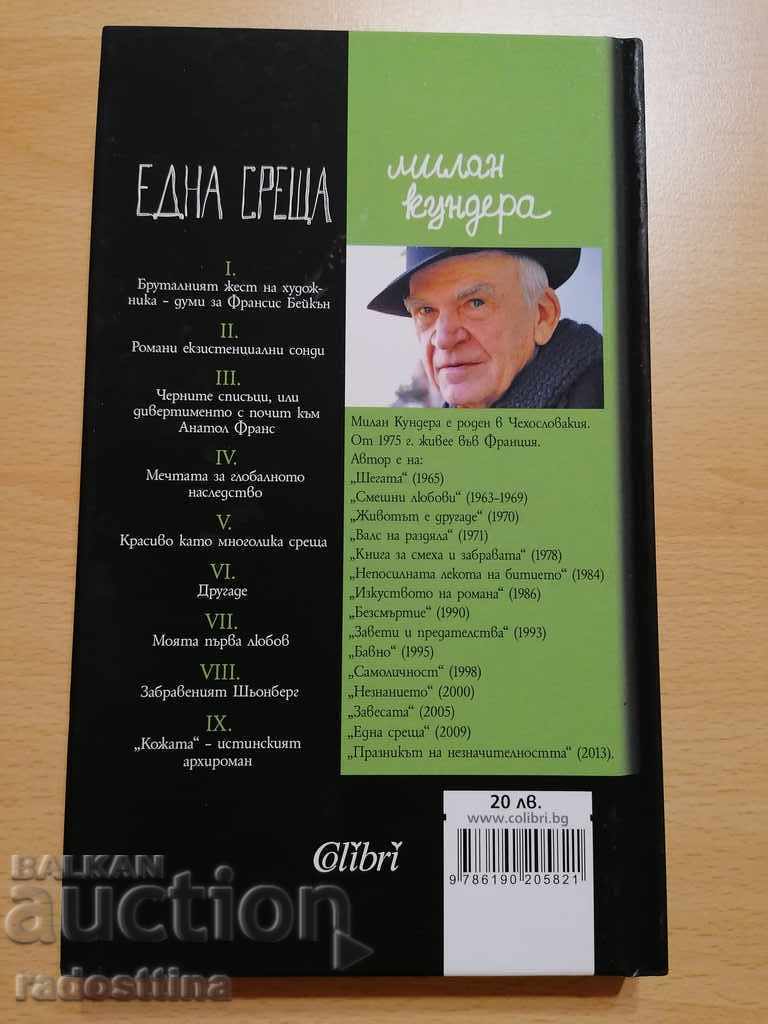 ЕДНА СРЕЩА
I.
Бруталният жест на худож-
ника – думи за Франсис Бейкън
II.
Романи екзистенциални сонди
III.
Черните списъци, или
дивертименто с почит към
Анатол Франс
IV.
Мечтата за глобалното
наследство
V.
Красиво като многолика среща
VI.
Другаде
VII.
Моята първа любов
VIII.
Забравеният Шьонберг
IX.
„Кожата“ – истинският
архироман
милан
кундера
Милан Кундера е роден в Чехословакия.
От 1975 г. живее във Франция.
Автор е на:
„Шегата“ (1965)
„Смешни любови“ (1963–1969)
„Животът е другаде“ (1970)
„Валс на раздяла“ (1971)
„Книга за смеха и забравата“ (1978)
„Непосилната лекота на битието“ (1984)
„Изкуството на романа“ (1986)
„Безсмъртие“ (1990)
„Завети и предателства“ (1993)
„Бавно“ (1995)
„Самоличност“ (1998)
„Незнанието“ (2000)
„Завесата“ (2005)
„Една среща“ (2009)
„Празникът на незначителността“ (2013).
Colibri
20 лв.
www.colibri.bg
9 786190 205821
BALKAN
auction
radosttina